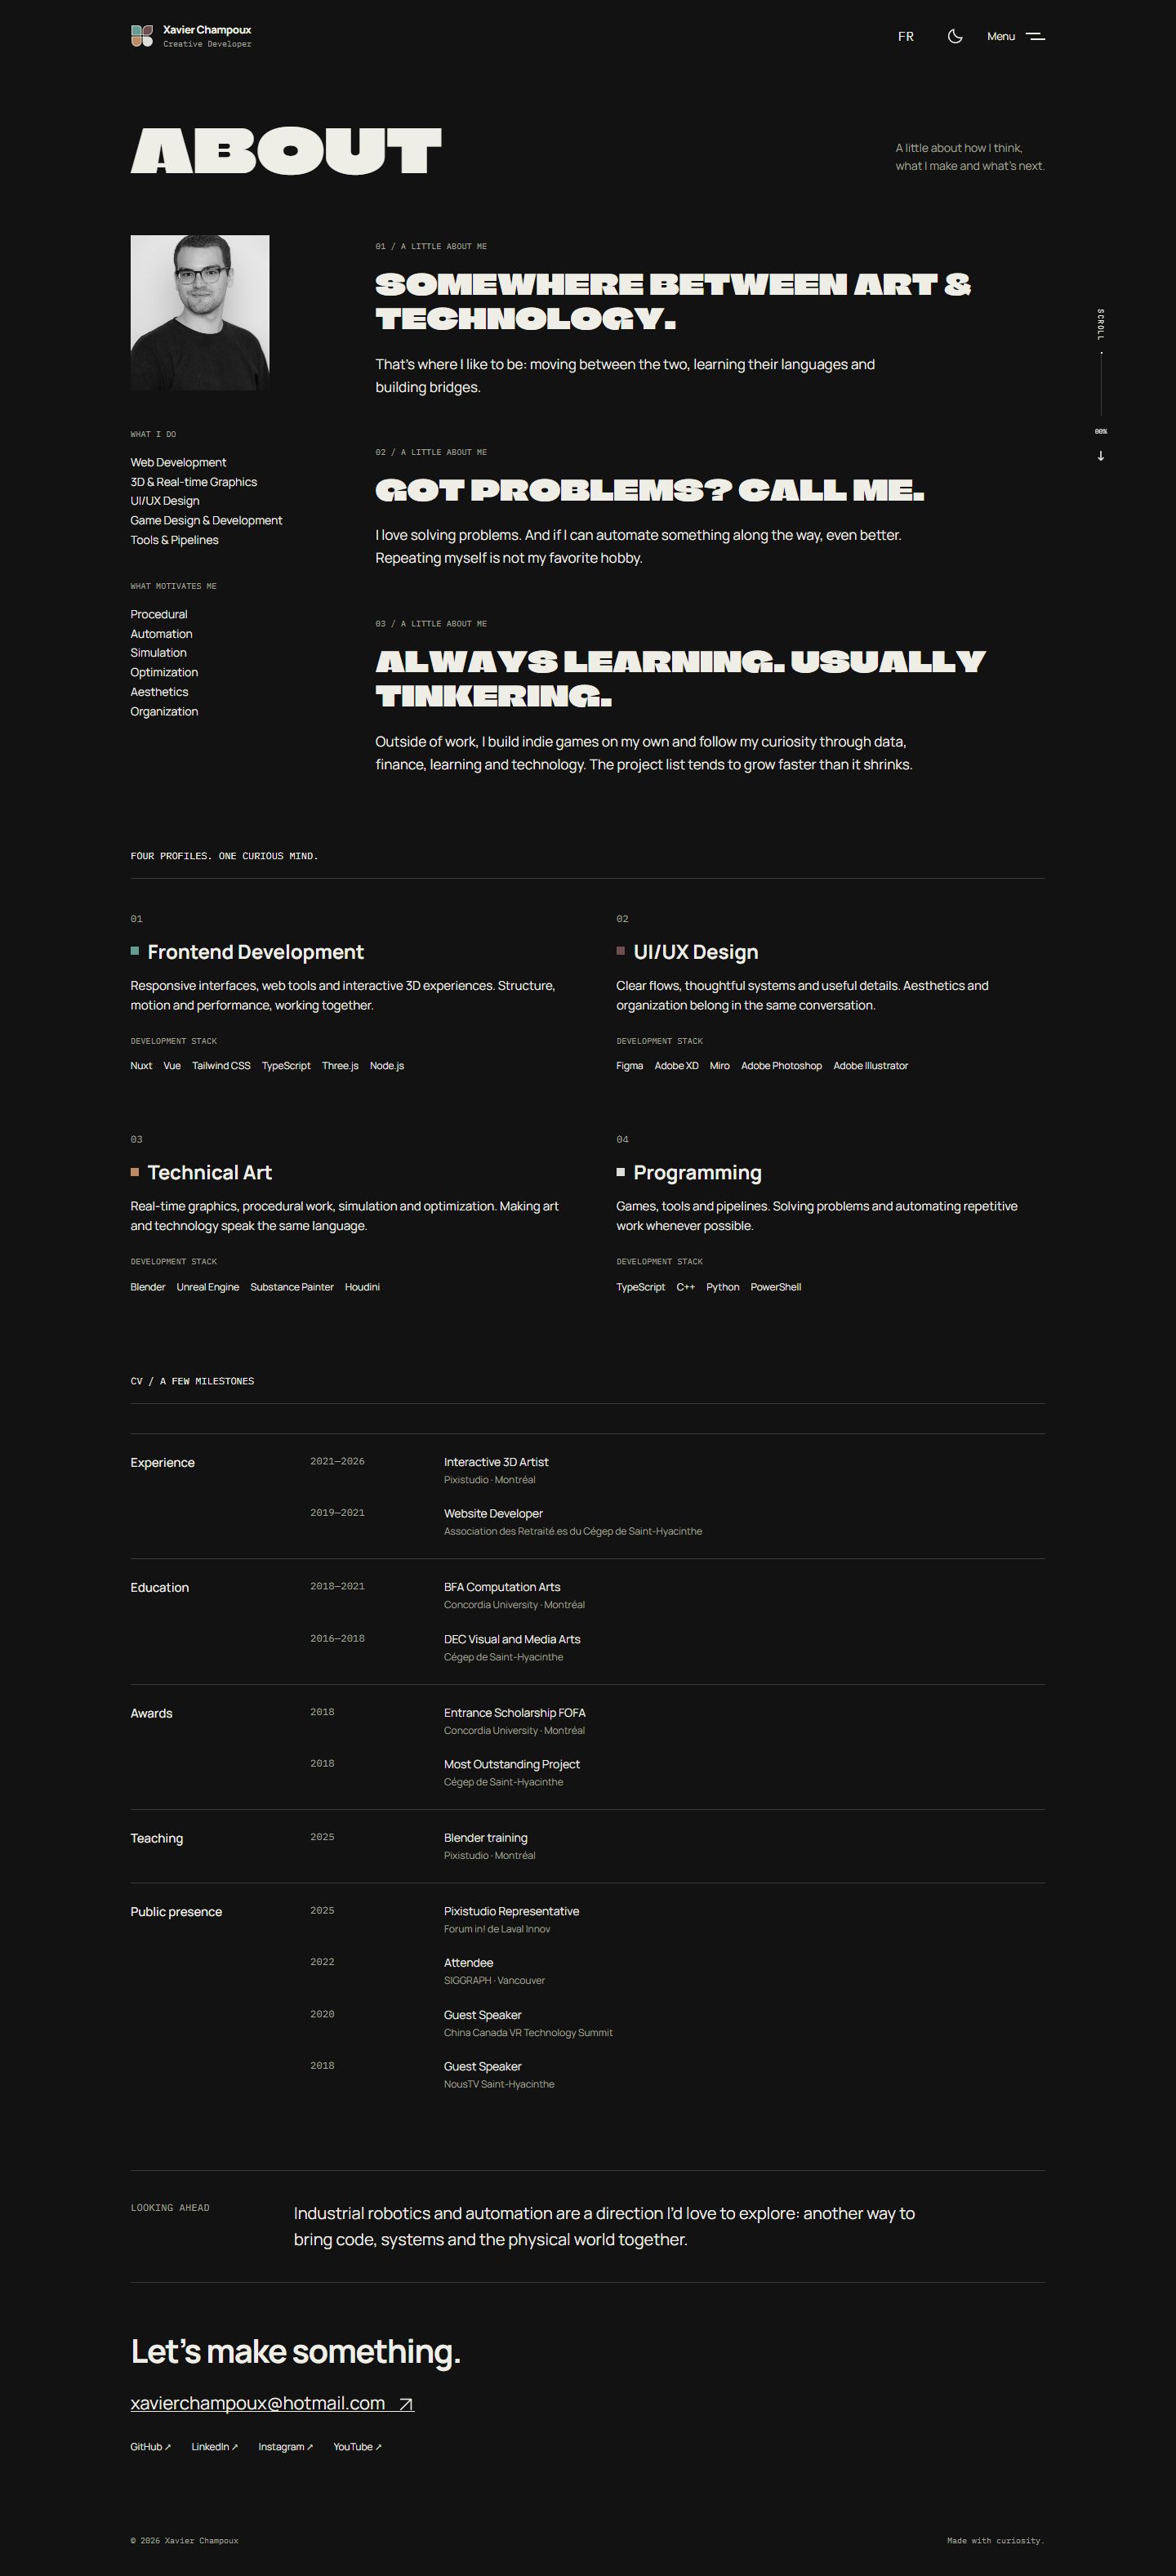 Xavier Champoux
Creative Developer
FR
Menu
ABOUT
A little about how I think,
what I make and what's next.
01 / A LITTLE ABOUT ME
SOMEWHERE BETWEEN ART &
TECHNOLOGY.
That's where I like to be: moving between the two, learning their languages and
building bridges.
SCROLL
00%
WHAT I DO
Web Development
3D & Real-time Graphics
UI/UX Design
Game Design & Development
Tools & Pipelines
WHAT MOTIVATES ME
Procedural
Automation
Simulation
Optimization
Aesthetics
Organization
02 / A LITTLE ABOUT ME
GOT PROBLEMS? CALL ME.
I love solving problems. And if I can automate something along the way, even better.
Repeating myself is not my favorite hobby.
03 / A LITTLE ABOUT ME
ALWAYS LEARNING. USUALLY
TINKERING.
Outside of work, I build indie games on my own and follow my curiosity through data,
finance, learning and technology. The project list tends to grow faster than it shrinks.
FOUR PROFILES. ONE CURIOUS MIND.
01
Frontend Development
Responsive interfaces, web tools and interactive 3D experiences. Structure,
motion and performance, working together.
DEVELOPMENT STACK
Nuxt Vue Tailwind CSS TypeScript Three.js Node.js
02
UI/UX Design
Clear flows, thoughtful systems and useful details. Aesthetics and
organization belong in the same conversation.
DEVELOPMENT STACK
Figma Adobe XD Miro Adobe Photoshop Adobe Illustrator
03
Technical Art
Real-time graphics, procedural work, simulation and optimization. Making art
and technology speak the same language.
DEVELOPMENT STACK
Blender Unreal Engine Substance Painter Houdini
04
Programming
Games, tools and pipelines. Solving problems and automating repetitive
work whenever possible.
DEVELOPMENT STACK
TypeScript C++ Python PowerShell
CV / A FEW MILESTONES
Experience
2021—2026
Interactive 3D Artist
Pixistudio · Montréal
2019—2021
Website Developer
Association des Retraité.es du Cégep de Saint-Hyacinthe
Education
2018—2021
BFA Computation Arts
Concordia University · Montréal
2016—2018
DEC Visual and Media Arts
Cégep de Saint-Hyacinthe
Awards
2018
Entrance Scholarship FOFA
Concordia University · Montréal
2018
Most Outstanding Project
Cégep de Saint-Hyacinthe
Teaching
2025
Blender training
Pixistudio · Montréal
Public presence
2025
Pixistudio Representative
Forum in! de Laval Innov
2022
Attendee
SIGGRAPH · Vancouver
2020
Guest Speaker
China Canada VR Technology Summit
2018
Guest Speaker
NousTV Saint-Hyacinthe
LOOKING AHEAD
Industrial robotics and automation are a direction I'd love to explore: another way to
bring code, systems and the physical world together.
Let's make something.
xavierchampoux@hotmail.com
GitHub ↗ LinkedIn ↗ Instagram ↗ YouTube ↗
© 2026 Xavier Champoux
Made with curiosity.